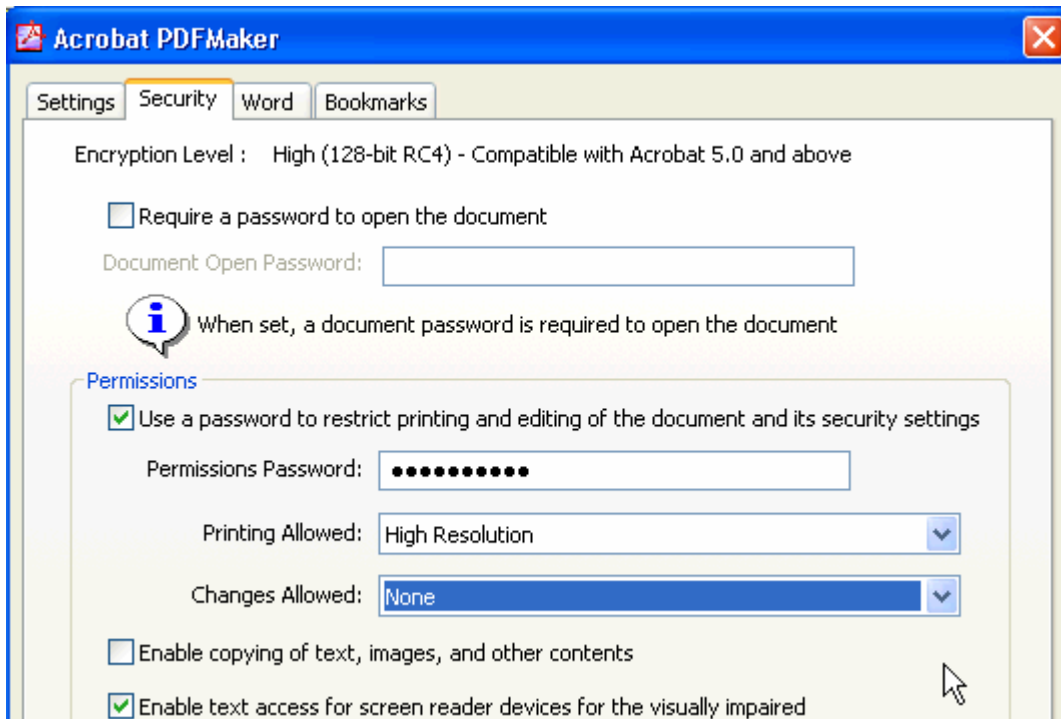 Acrobat PDFMaker
Settings Security Word Bookmarks
Encryption Level : High (128-bit RC4) - Compatible with Acrobat 5.0 and above
Require a password to open the document
Document Open Password:
When set, a document password is required to open the document
Permissions
Use a password to restrict printing and editing of the document and its security settings
Permissions Password: ••••••••••
Printing Allowed: High Resolution
Changes Allowed: None
Enable copying of text, images, and other contents
Enable text access for screen reader devices for the visually impaired